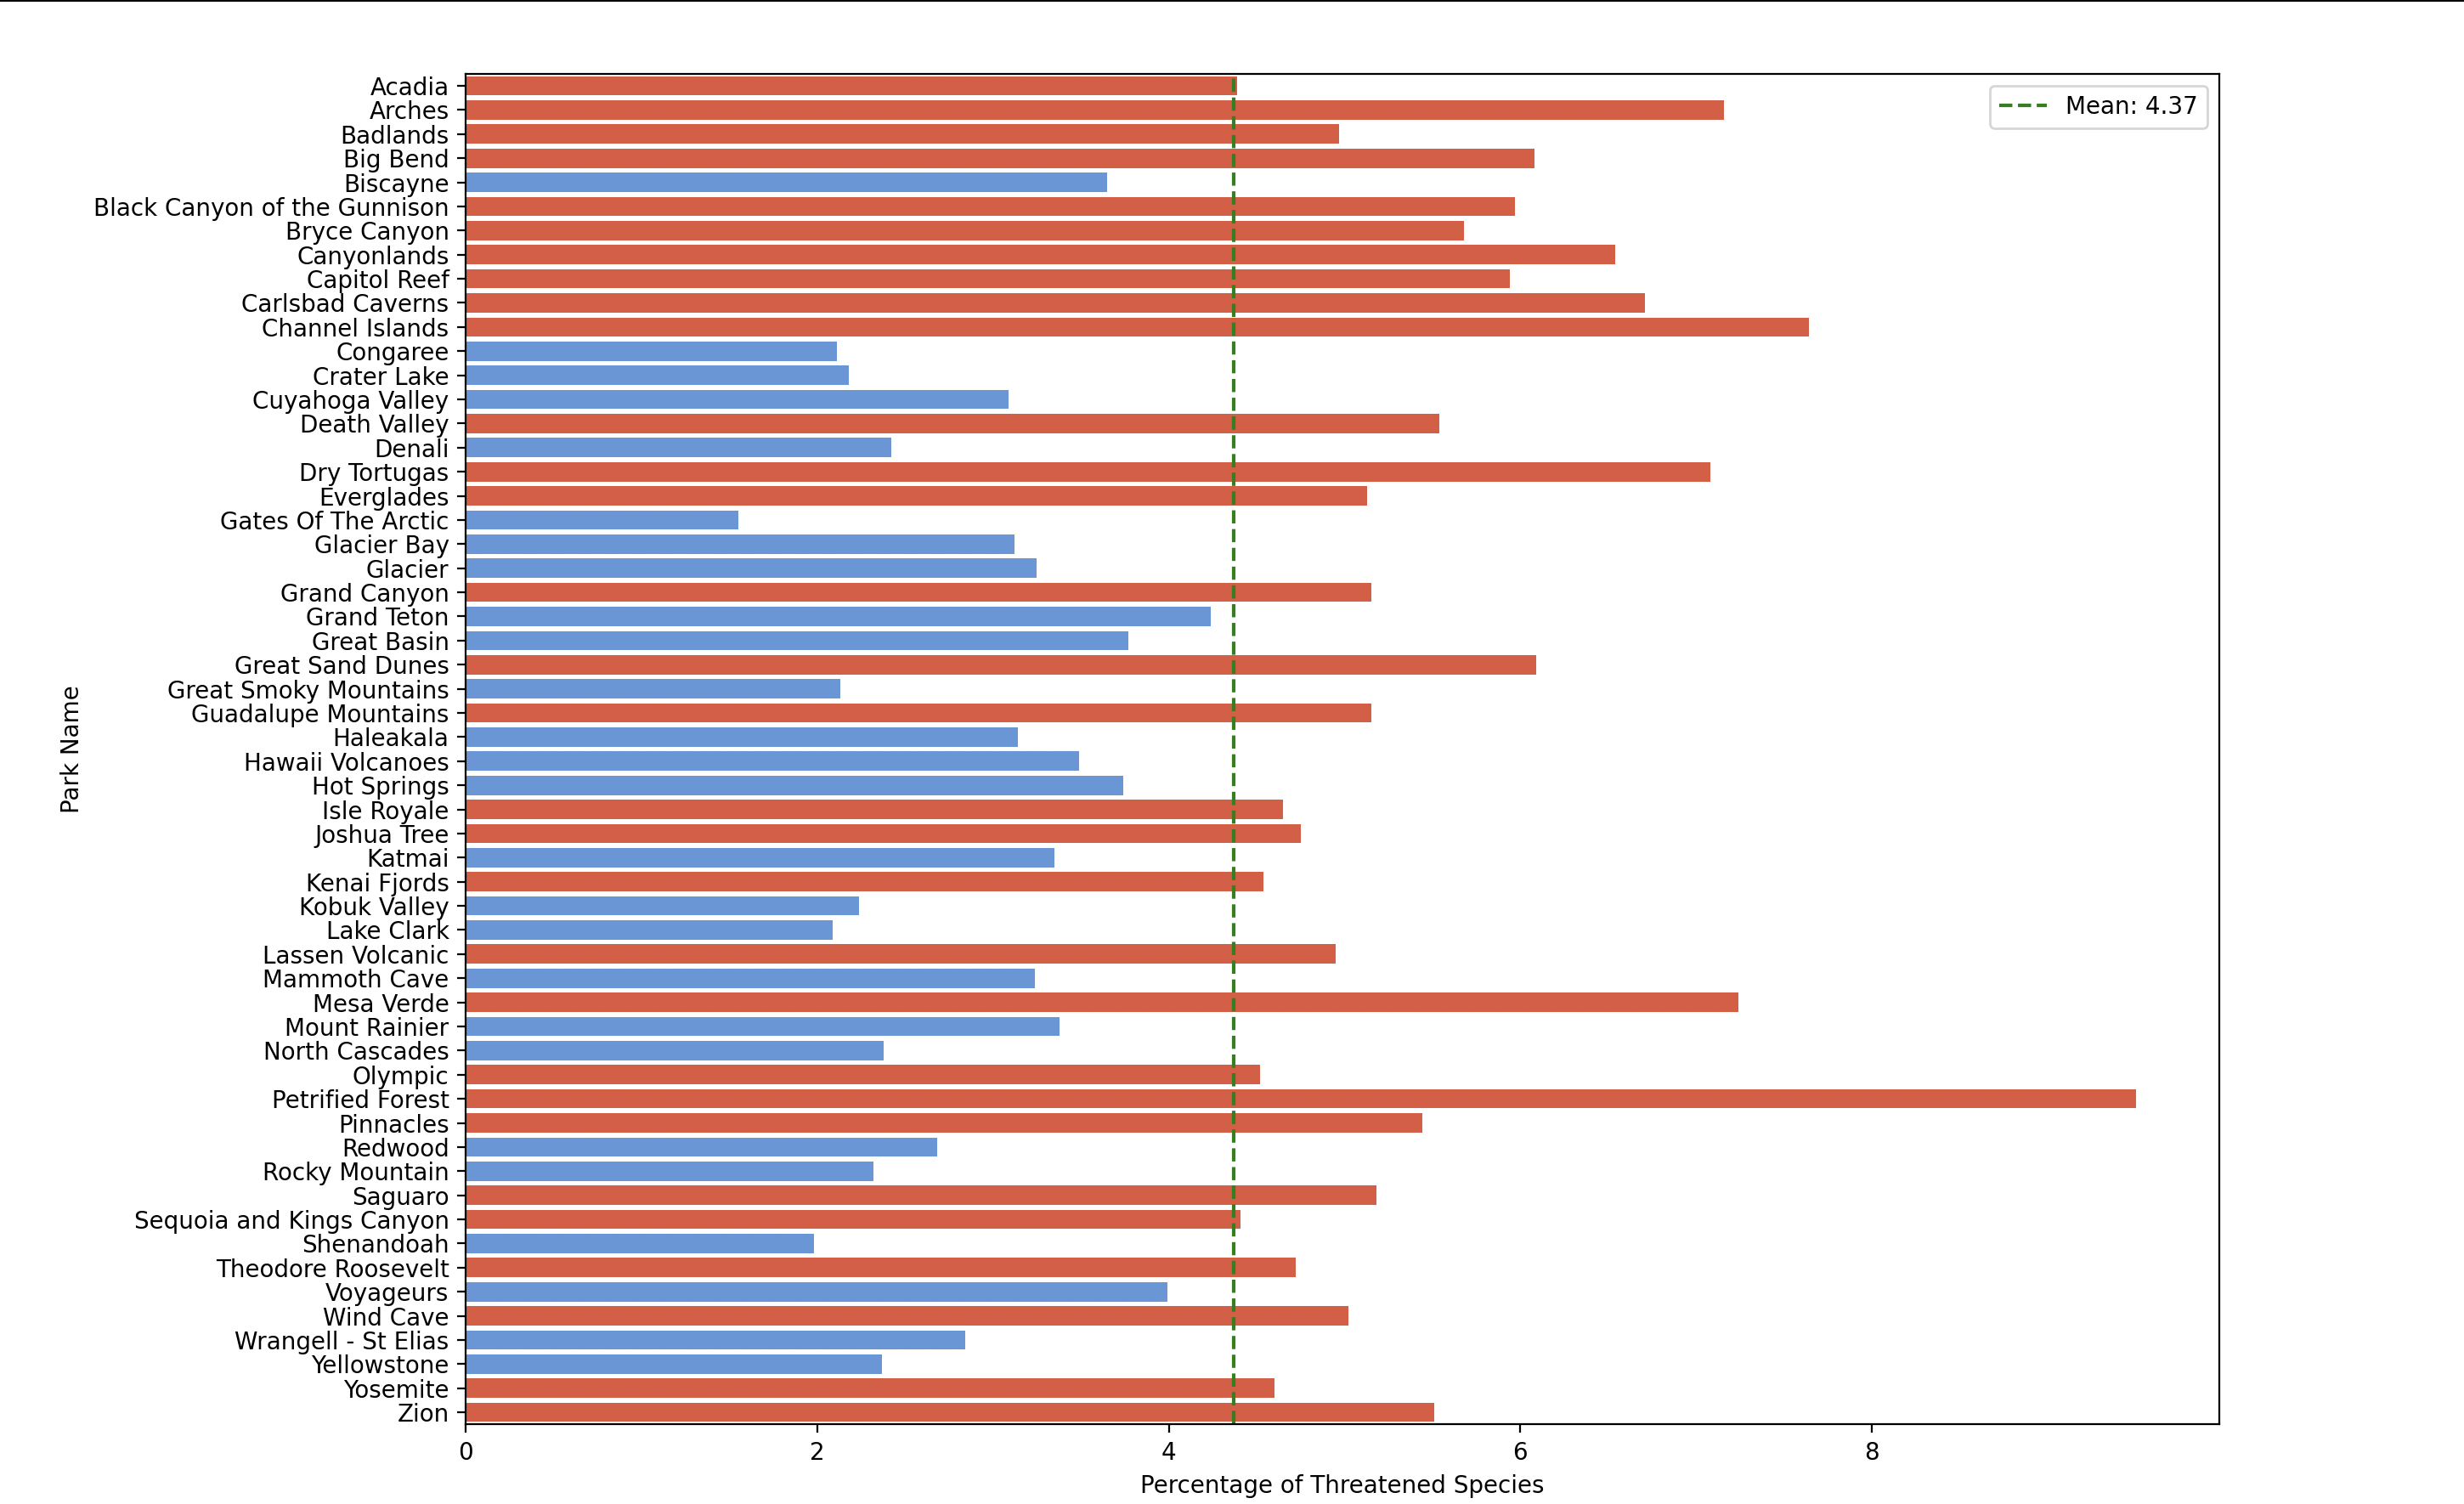 Acadia
Arches
Badlands
Big Bend
Biscayne
Black Canyon of the Gunnison
Bryce Canyon
Canyonlands
Capitol Reef
Carlsbad Caverns
Channel Islands
Congaree
Crater Lake
Cuyahoga Valley
Death Valley
Denali
Dry Tortugas
Everglades
Gates Of The Arctic
Glacier Bay
Glacier
Grand Canyon
Grand Teton
Great Basin
Great Sand Dunes
Great Smoky Mountains
Guadalupe Mountains
Haleakala
Hawaii Volcanoes
Hot Springs
Isle Royale
Joshua Tree
Katmai
Kenai Fjords
Kobuk Valley
Lake Clark
Lassen Volcanic
Mammoth Cave
Mesa Verde
Mount Rainier
North Cascades
Olympic
Petrified Forest
Pinnacles
Redwood
Rocky Mountain
Saguaro
Sequoia and Kings Canyon
Shenandoah
Theodore Roosevelt
Voyageurs
Wind Cave
Wrangell - St Elias
Yellowstone
Yosemite
Zion
Park Name
Mean: 4.37
0 2 4 6 8
Percentage of Threatened Species